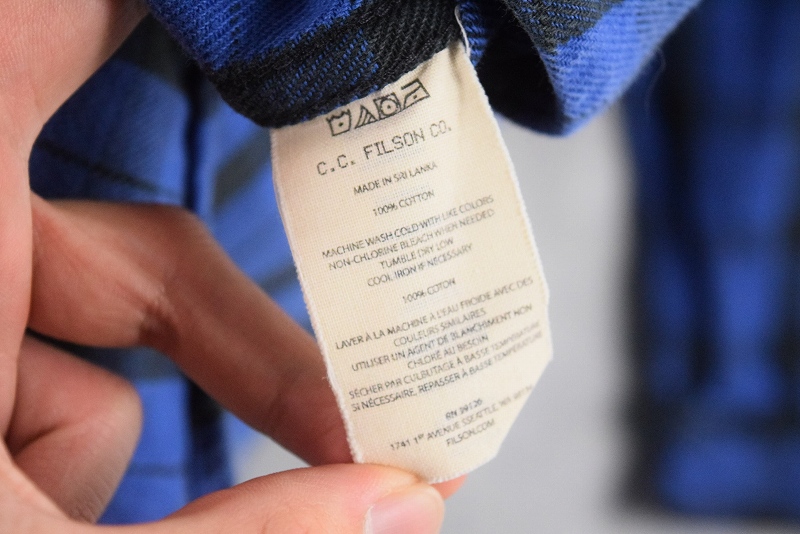 C.C. FILSON CO.
MADE IN SRI LANKA
100% COTTON
MACHINE WASH COLD WITH LIKE COLORS
NON-CHLORINE BLEACH WHEN NEEDED
TUMBLE DRY LOW
COOL IRON IF NECESSARY
100% COTON
LAVER À LA MACHINE À L'EAU FROIDE AVEC DES
COULEURS SIMILAIRES
UTILISER UN AGENT DE BLANCHIMENT NON
CHLORÉ AU BESOIN
SÉCHER PAR CULBUTAGE À BASSE TEMPÉRATURE
SI NÉCESSAIRE, REPASSER À BASSE TEMPÉRATURE
RN
1741 1ST AVENUE SSEATTLE, WA
FILSON.COM